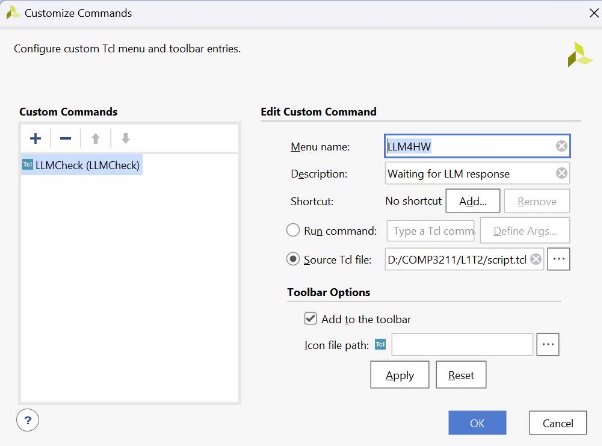 Customize Commands
Configure custom Tcl menu and toolbar entries.
Custom Commands
Tcl LLMCheck (LLMCheck)
Edit Custom Command
Menu name: LLM4HW
Description: Waiting for LLM response
Shortcut: No shortcut Add... Remove
Run command: Type a Tcl comm Define Args...
Source Tcl file: D:/COMP3211/L1T2/script.tcl ...
Toolbar Options
Add to the toolbar
Icon file path: Tcl ...
Apply Reset
? OK Cancel